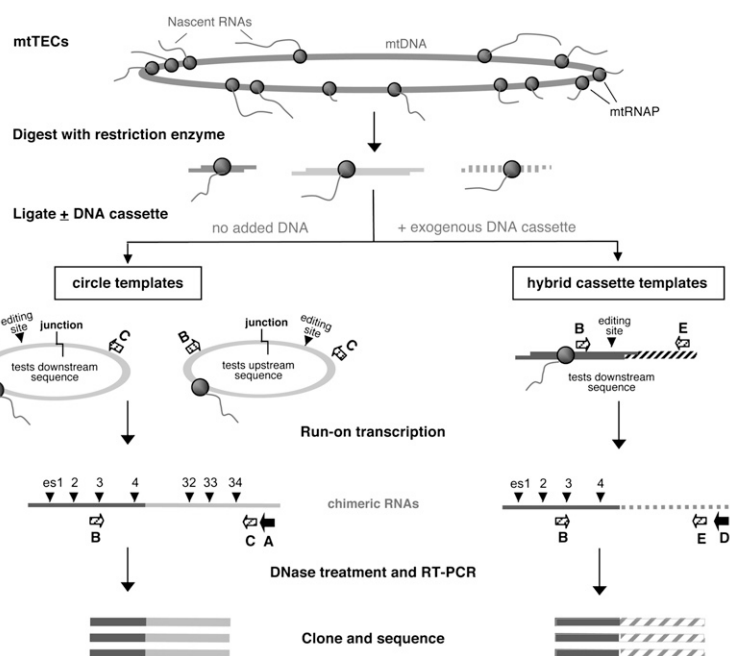 Nascent RNAs
mtTECs
mtDNA
mtRNAP
Digest with restriction enzyme
Ligate + DNA cassette
no added DNA
+ exogenous DNA cassette
circle templates
hybrid cassette templates
editing
site
junction
C
tests downstream
sequence
B
junction
editing
site
C
tests upstream
sequence
B
editing
site
E
tests downstream
sequence
Run-on transcription
es1 2 3 4 32 33 34
chimeric RNAs
es1 2 3 4
B
C A
B
E D
DNase treatment and RT-PCR
Clone and sequence